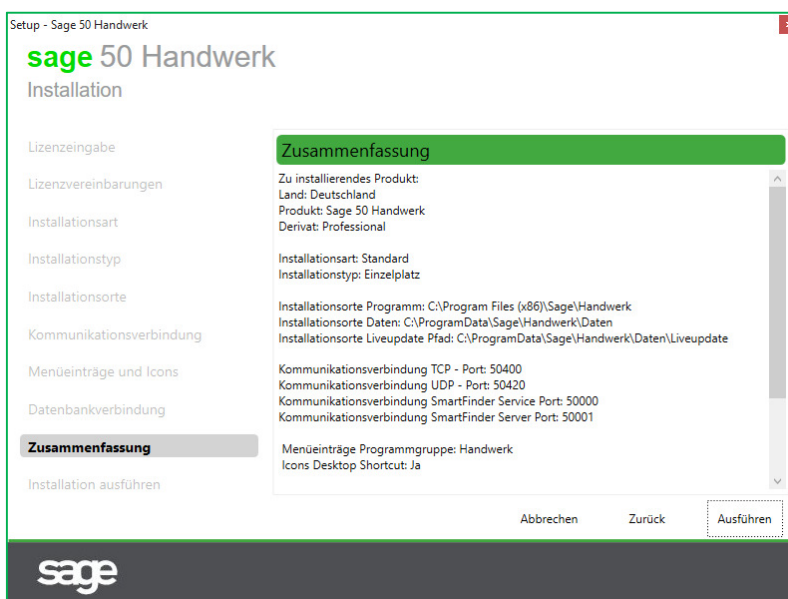 Setup - Sage 50 Handwerk
sage 50 Handwerk
Installation
Lizenzeingabe
Lizenzvereinbarungen
Installationsart
Installationstyp
Installationsorte
Kommunikationsverbindung
Menüeinträge und Icons
Datenbankverbindung
Zusammenfassung
Installation ausführen
Zusammenfassung
Zu installierendes Produkt:
Land: Deutschland
Produkt: Sage 50 Handwerk
Derivat: Professional
Installationsart: Standard
Installationstyp: Einzelplatz
Installationsorte Programm: C:\Program Files (x86)\Sage\Handwerk
Installationsorte Daten: C:\ProgramData\Sage\Handwerk\Daten
Installationsorte Liveupdate Pfad: C:\ProgramData\Sage\Handwerk\Daten\Liveupdate
Kommunikationsverbindung TCP - Port: 50400
Kommunikationsverbindung UDP - Port: 50420
Kommunikationsverbindung SmartFinder Service Port: 50000
Kommunikationsverbindung SmartFinder Server Port: 50001
Menüeinträge Programmgruppe: Handwerk
Icons Desktop Shortcut: Ja
Abbrechen Zurück Ausführen
sage